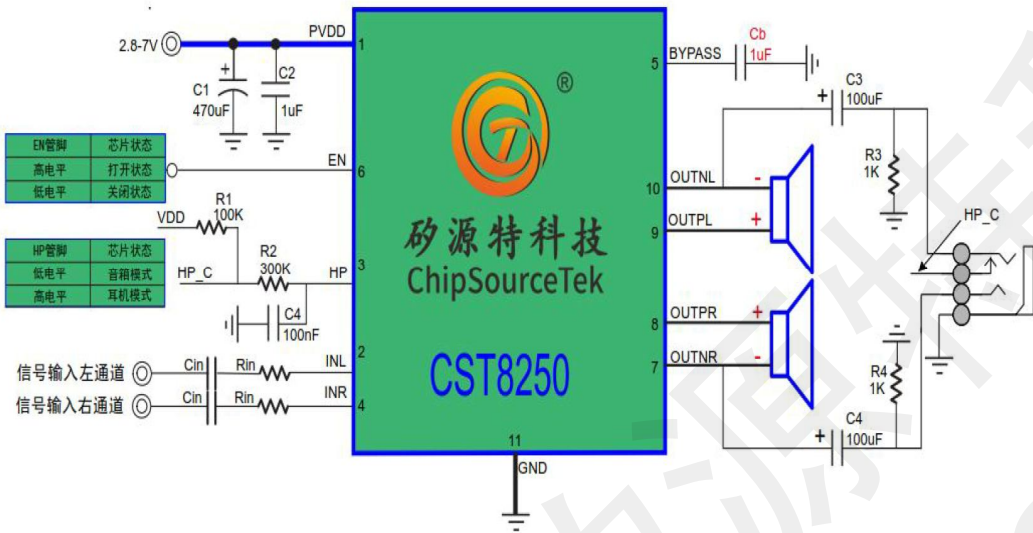 2.8-7V
PVDD
1
C1
470uF
C2
1uF
EN管脚 芯片状态
高电平 打开状态
低电平 关闭状态
EN
6
VDD
R1
100K
HP管脚 芯片状态
低电平 音箱模式
高电平 耳机模式
HP_C
R2
300K
HP
3
C4
100nF
信号输入左通道
Cin
Rin
INL
2
信号输入右通道
Cin
Rin
INR
4
®
矽源特科技
ChipSourceTek
CST8250
11
GND
5
BYPASS
Cb
1uF
C3
100uF
+
R3
1K
10
OUTNL
-
9
OUTPL
+
HP_C
8
OUTPR
+
7
OUTNR
-
R4
1K
C4
100uF
+
+